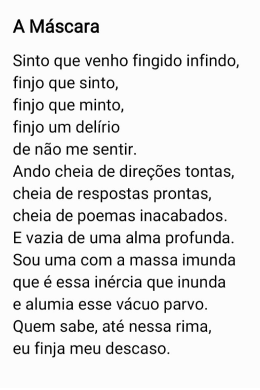 A Máscara
Sinto que venho fingido infindo,
finjo que sinto,
finjo que minto,
finjo um delírio
de não me sentir.
Ando cheia de direções tontas,
cheia de respostas prontas,
cheia de poemas inacabados.
E vazia de uma alma profunda.
Sou uma com a massa imunda
que é essa inércia que inunda
e alumia esse vácuo parvo.
Quem sabe, até nessa rima,
eu finja meu descaso.